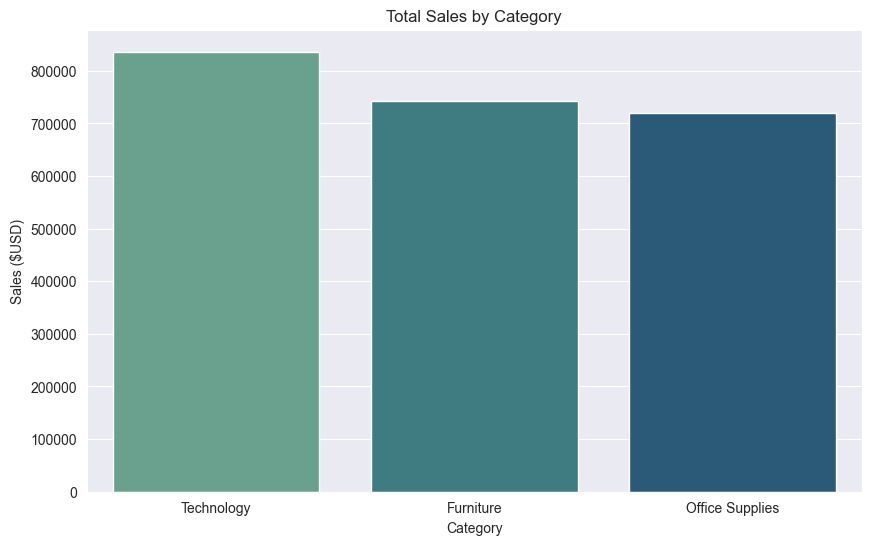 Total Sales by Category
Sales ($USD)
800000
700000
600000
500000
400000
300000
200000
100000
0
Technology
Furniture
Office Supplies
Category